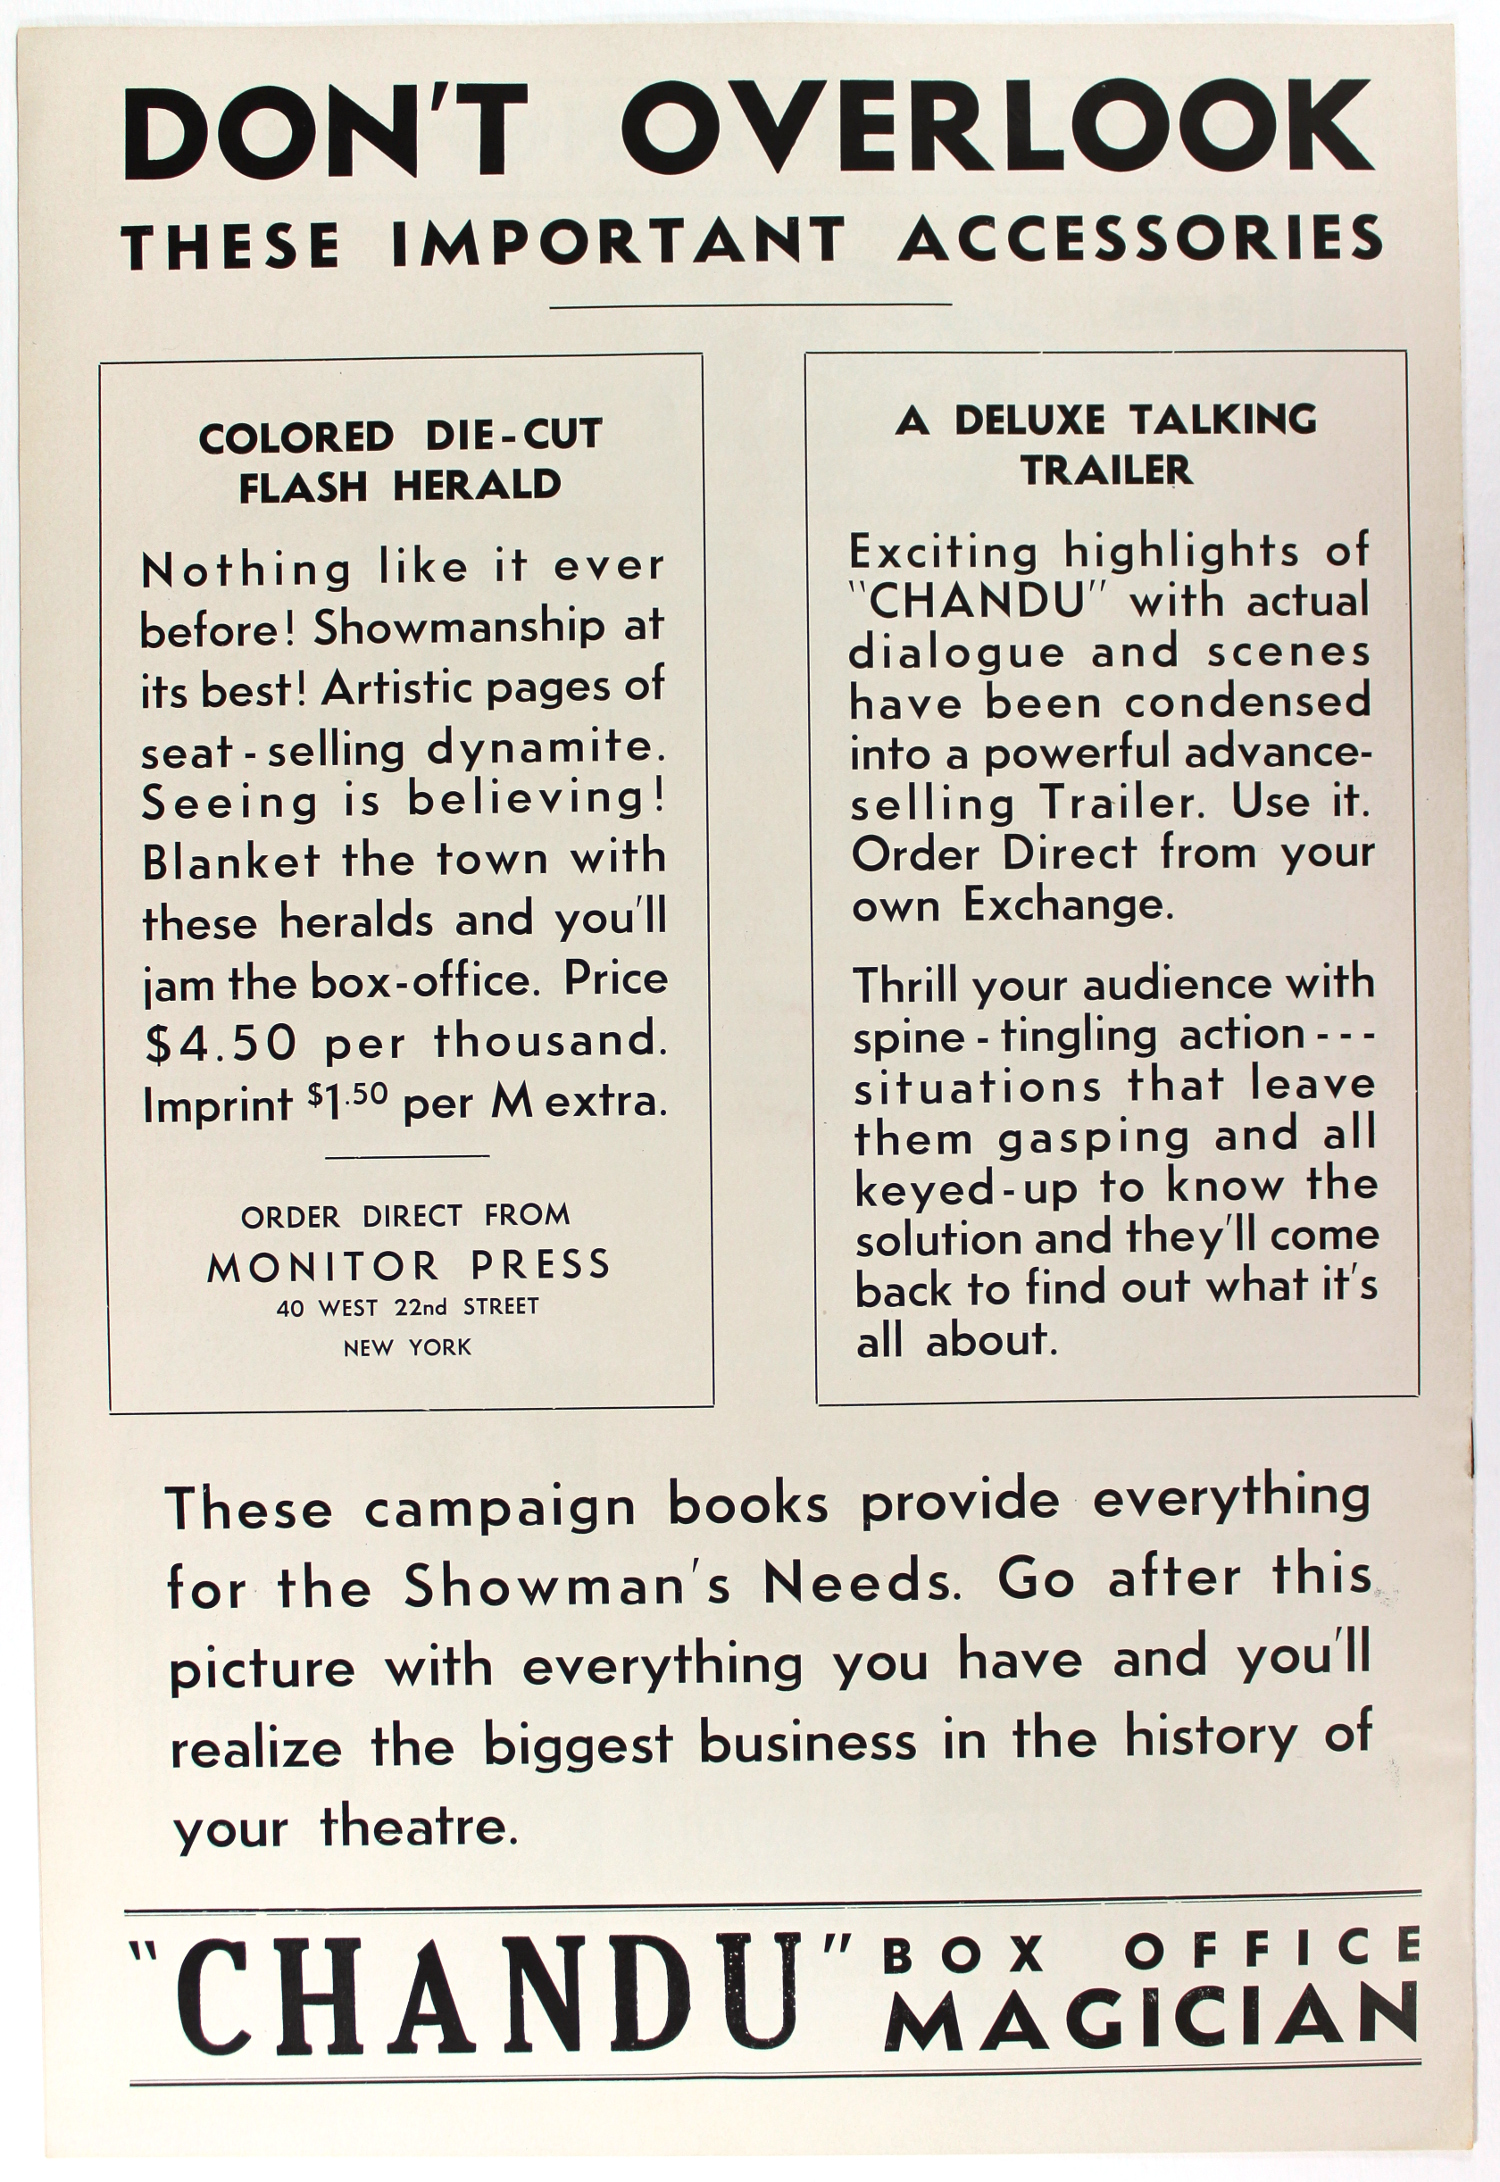 DON'T OVERLOOK
THESE IMPORTANT ACCESSORIES
COLORED DIE-CUT
FLASH HERALD
Nothing like it ever
before! Showmanship at
its best! Artistic pages of
seat-selling dynamite.
Seeing is believing!
Blanket the town with
these heralds and you'll
jam the box-office. Price
$4.50 per thousand.
Imprint $1.50 per M extra.
ORDER DIRECT FROM
MONITOR PRESS
40 WEST 22nd STREET
NEW YORK
A DELUXE TALKING
TRAILER
Exciting highlights of
"CHANDU" with actual
dialogue and scenes
have been condensed
into a powerful advance-
selling Trailer. Use it.
Order Direct from your
own Exchange.
Thrill your audience with
spine-tingling action---
situations that leave
them gasping and all
keyed-up to know the
solution and they'll come
back to find out what it's
all about.
These campaign books provide everything
for the Showman's Needs. Go after this
picture with everything you have and you'll
realize the biggest business in the history of
your theatre.
"CHANDU" BOX OFFICE
MAGICIAN